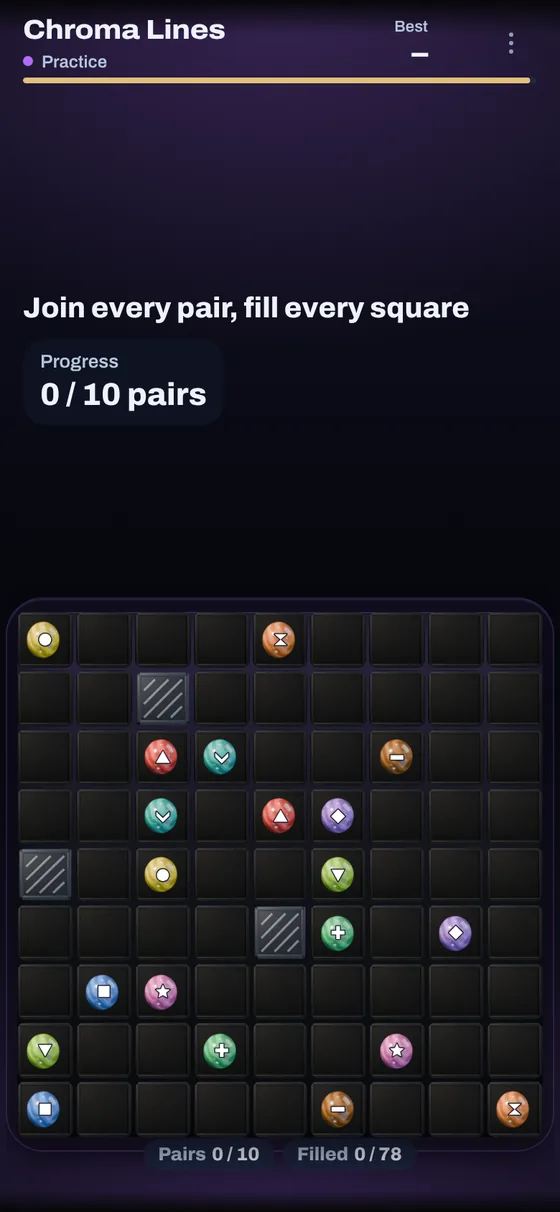 Chroma Lines
Best
Practice
–
Join every pair, fill every square
Progress
0 / 10 pairs
Pairs 0 / 10
Filled 0 / 78